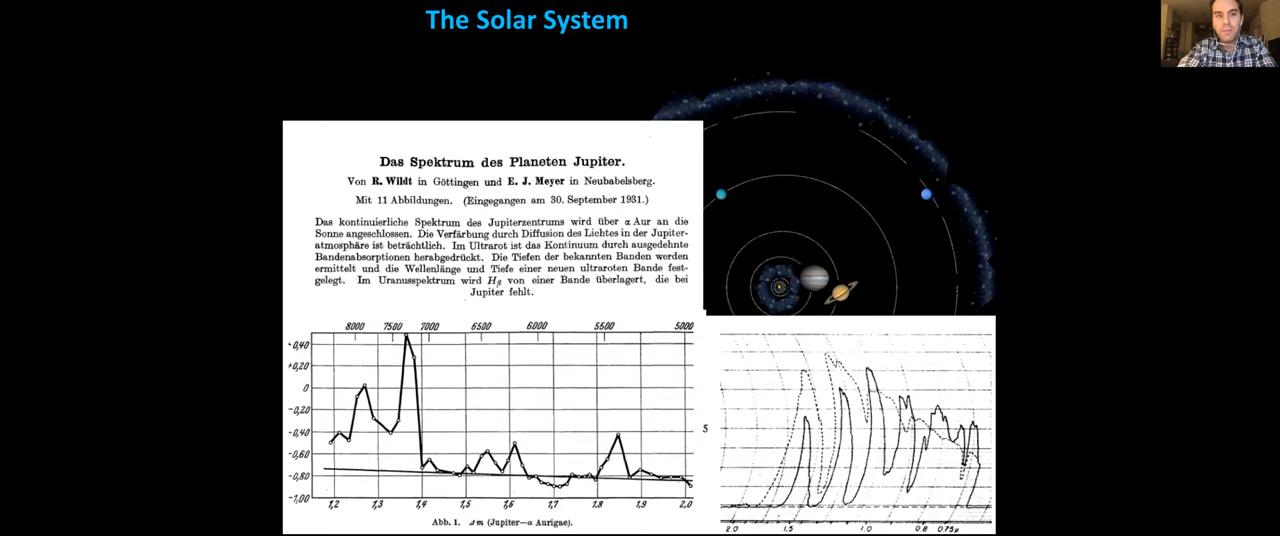 The Solar System
Das Spektrum des Planeten Jupiter.
Von R. Wildt in Göttingen und E. J. Meyer in Neubabelsberg.
Mit 11 Abbildungen. (Eingegangen am 30. September 1931.)
Das kontinuierliche Spektrum des Jupiterzentrums wird über α Aur an die
Sonne angeschlossen. Die Verfärbung durch Diffusion des Lichtes in der Jupiter-
atmosphäre ist beträchtlich. Im Ultrarot ist das Kontinuum durch ausgedehnte
Bandenabsorptionen herabgedrückt. Die Tiefen der bekannten Banden werden
ermittelt und die Wellenlänge und Tiefe einer neuen ultraroten Bande fest-
gelegt. Im Uranusspektrum wird Hβ von einer Bande überlagert, die bei
Jupiter fehlt.
8000 7500 7000 6500 6000 5500 5000
+0,40
+0,20
0
-0,20
-0,40
-0,60
-0,80
-1,00
1,2 1,3 1,4 1,5 1,6 1,7 1,8 1,9 2,0
Abb. 1. Δm (Jupiter—α Aurigae).
5
2.0 1.5 1.0 0.8 0.75μ